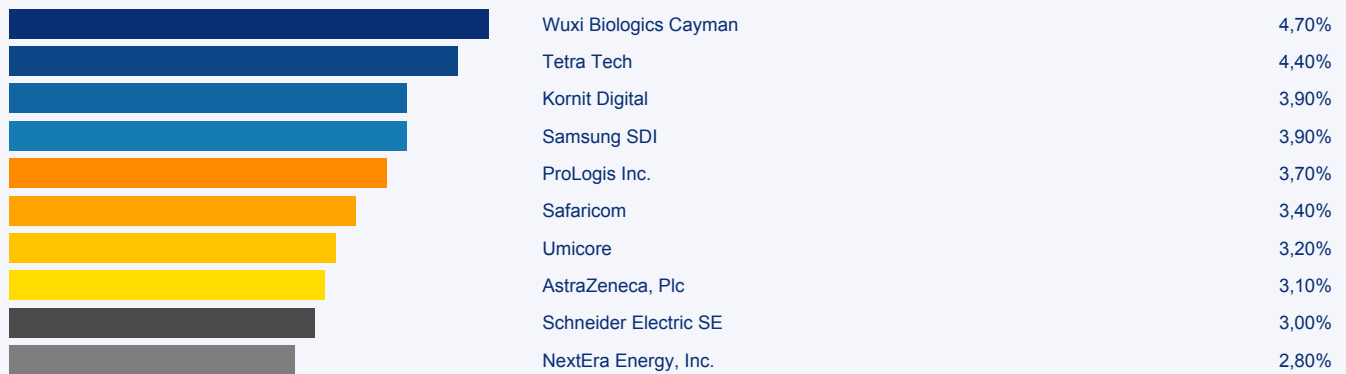 Wuxi Biologics Cayman 4,70%
Tetra Tech 4,40%
Kornit Digital 3,90%
Samsung SDI 3,90%
ProLogis Inc. 3,70%
Safaricom 3,40%
Umicore 3,20%
AstraZeneca, Plc 3,10%
Schneider Electric SE 3,00%
NextEra Energy, Inc. 2,80%